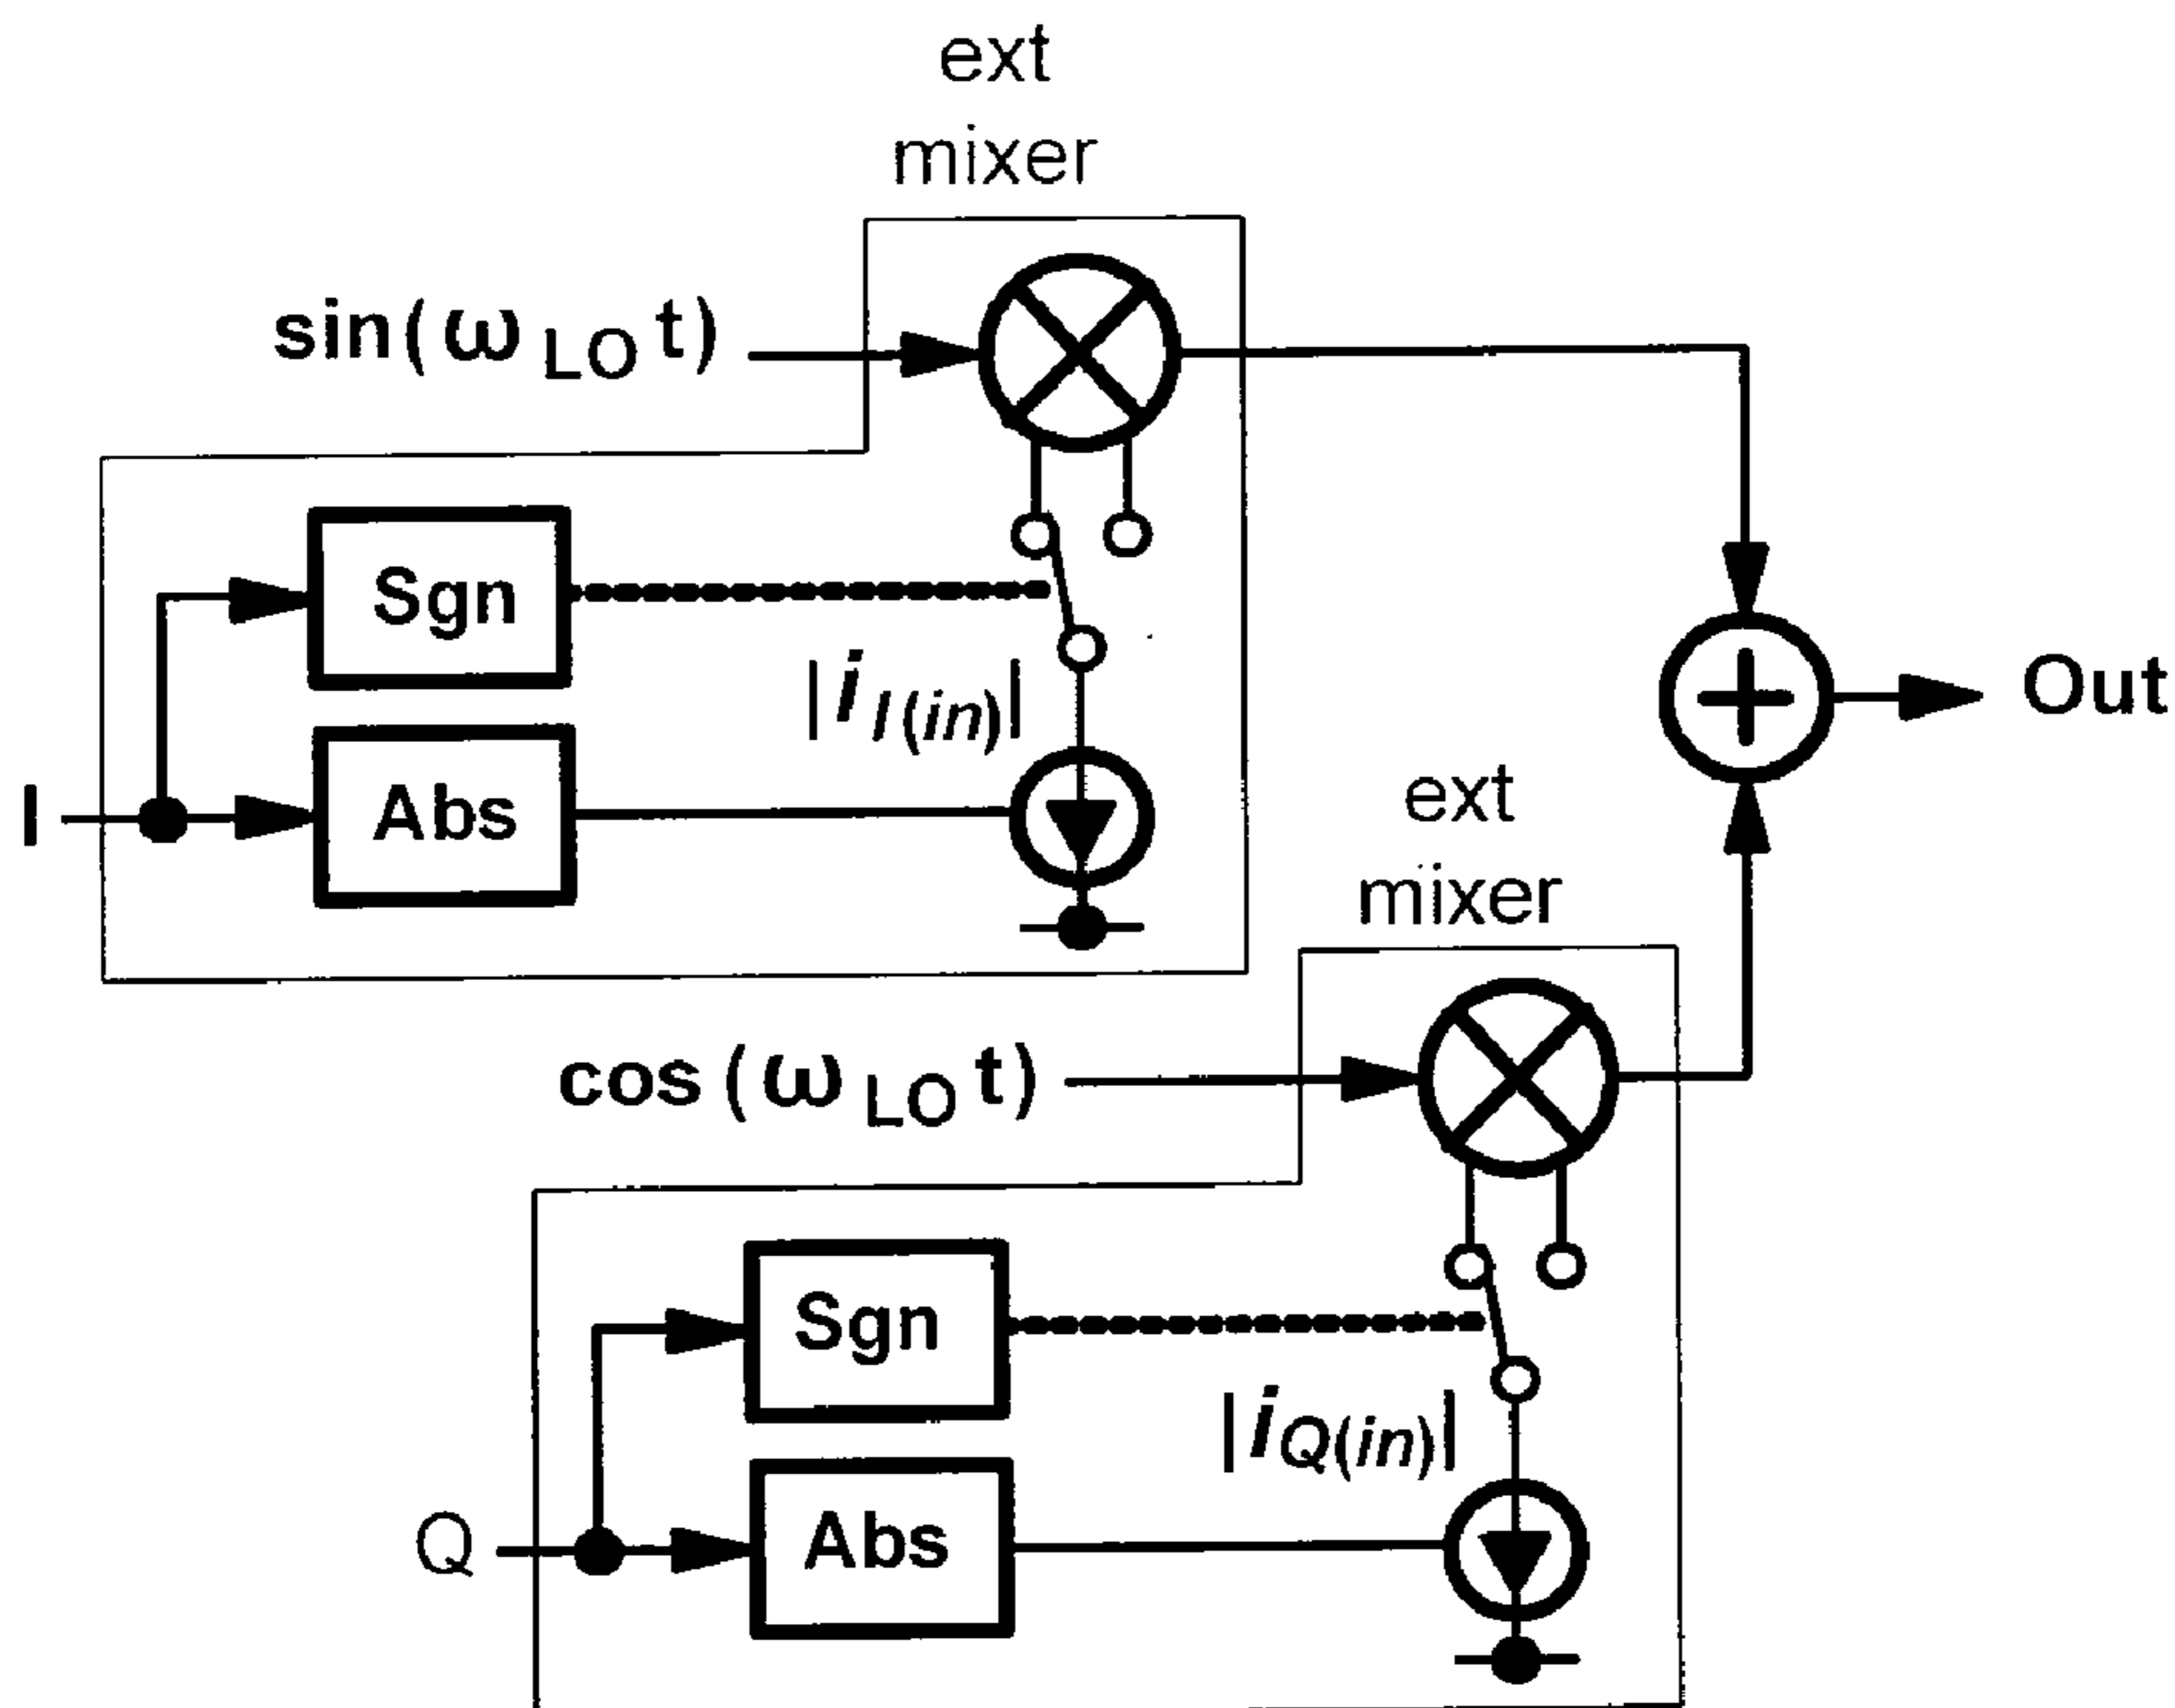 ext
mixer
sin(ω LO t)
Sgn
|i I(in)|
I
Abs
Out
ext
mixer
cos(ω LO t)
Sgn
|i Q(in)|
Q
Abs